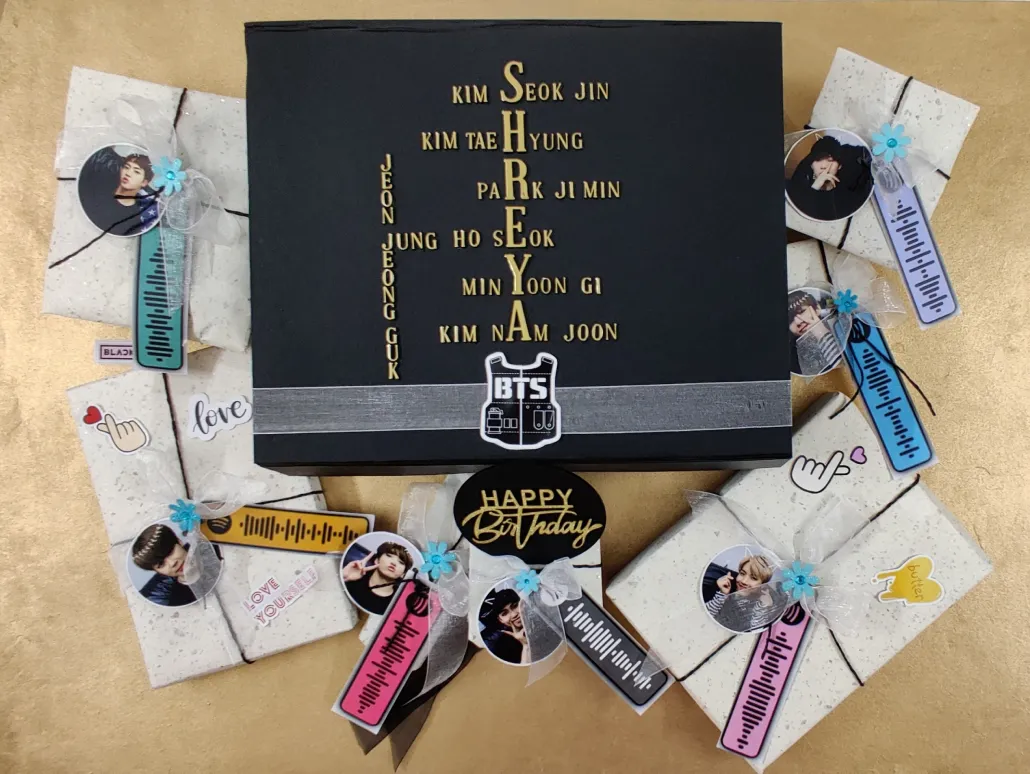 KIM SEOK JIN
KIM TAE HYUNG
PARK JI MIN
JEON JEONG GUK
JUNG HO SEOK
MIN YOON GI
KIM NAM JOON
BTS
BLACK
love
HAPPY
Birthday
LOVE
YOURSELF
butter